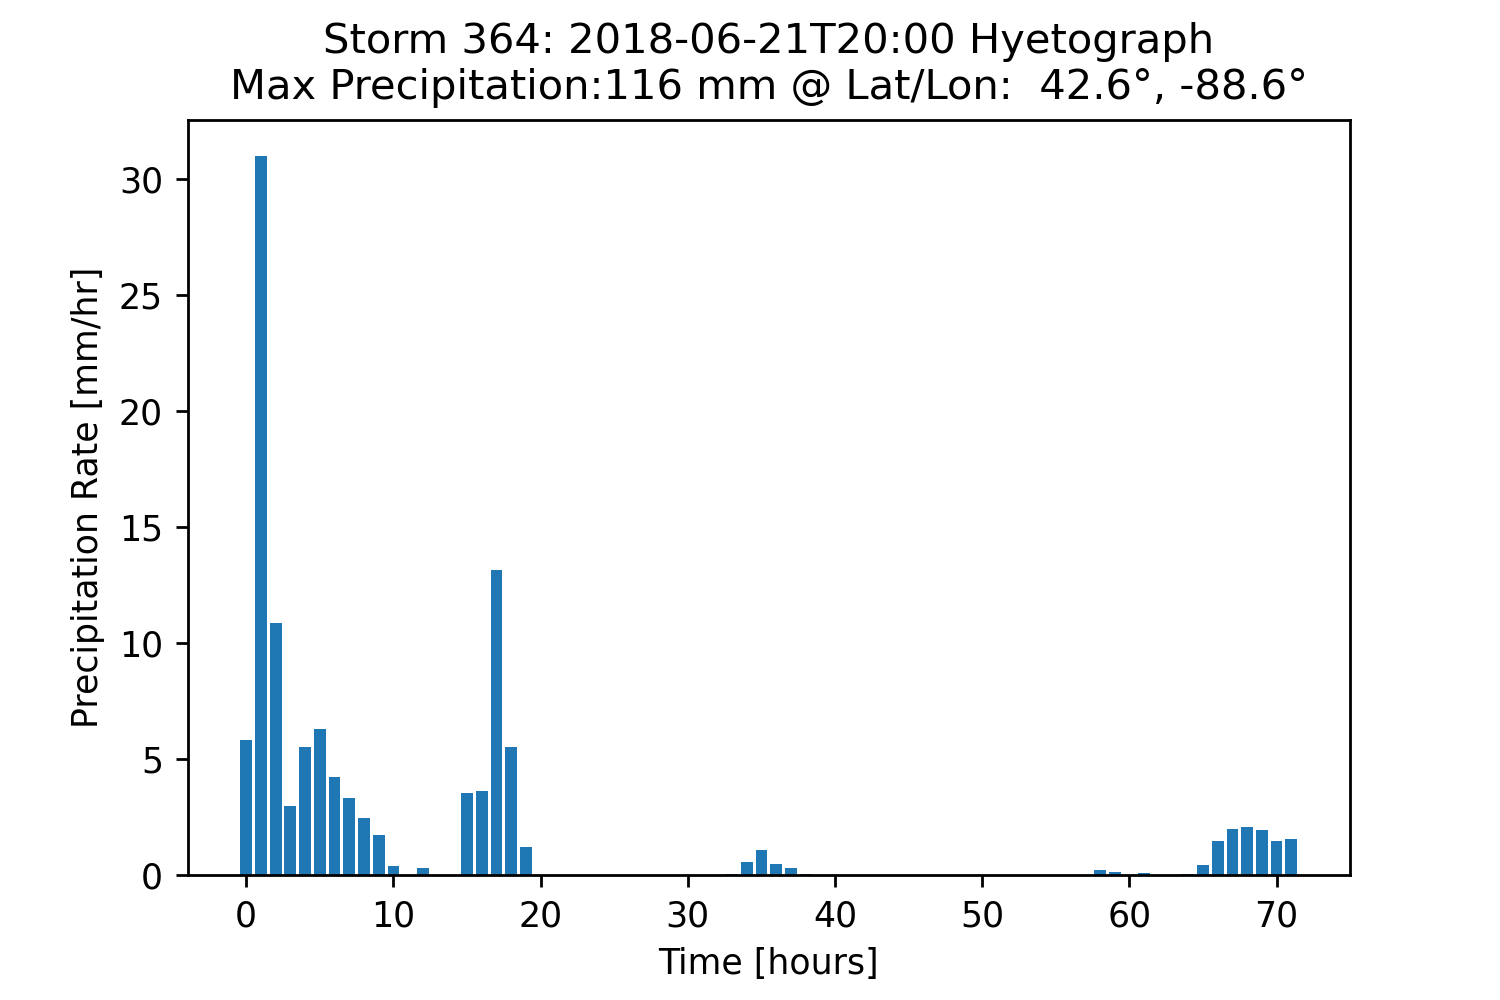 Storm 364: 2018-06-21T20:00 Hyetograph
Max Precipitation:116 mm @ Lat/Lon:  42.6°, -88.6°
Precipitation Rate [mm/hr]
30
25
20
15
10
5
0
0 10 20 30 40 50 60 70
Time [hours]